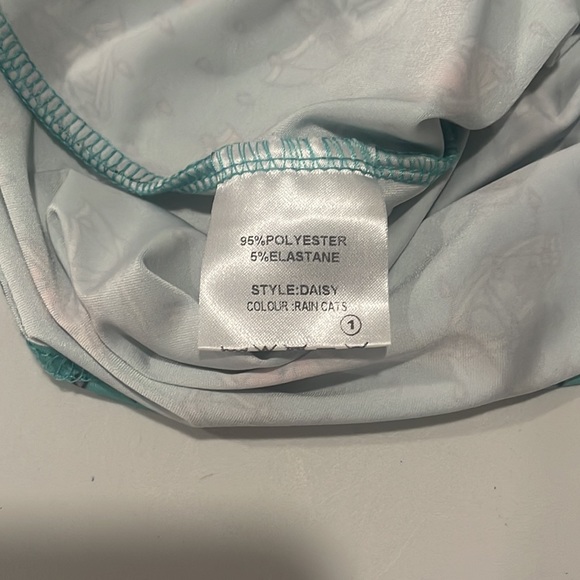 95%POLYESTER
5%ELASTANE
STYLE:DAISY
COLOUR :RAIN CATS
1